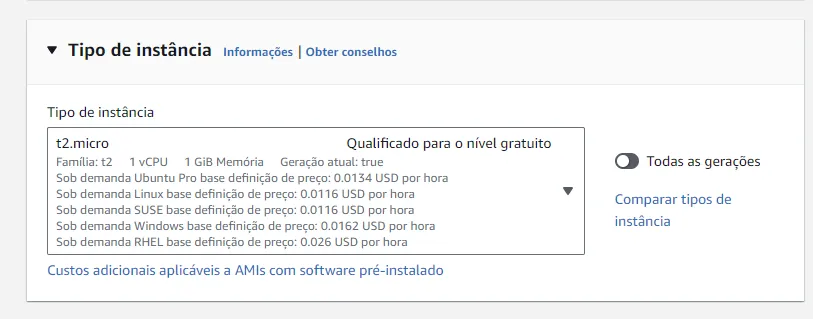 Tipo de instância Informações | Obter conselhos
Tipo de instância
t2.micro Qualificado para o nível gratuito
Família: t2 1 vCPU 1 GiB Memória Geração atual: true
Sob demanda Ubuntu Pro base definição de preço: 0.0134 USD por hora
Sob demanda Linux base definição de preço: 0.0116 USD por hora
Sob demanda SUSE base definição de preço: 0.0116 USD por hora
Sob demanda Windows base definição de preço: 0.0162 USD por hora
Sob demanda RHEL base definição de preço: 0.026 USD por hora
Custos adicionais aplicáveis a AMIs com software pré-instalado
Todas as gerações
Comparar tipos de
instância